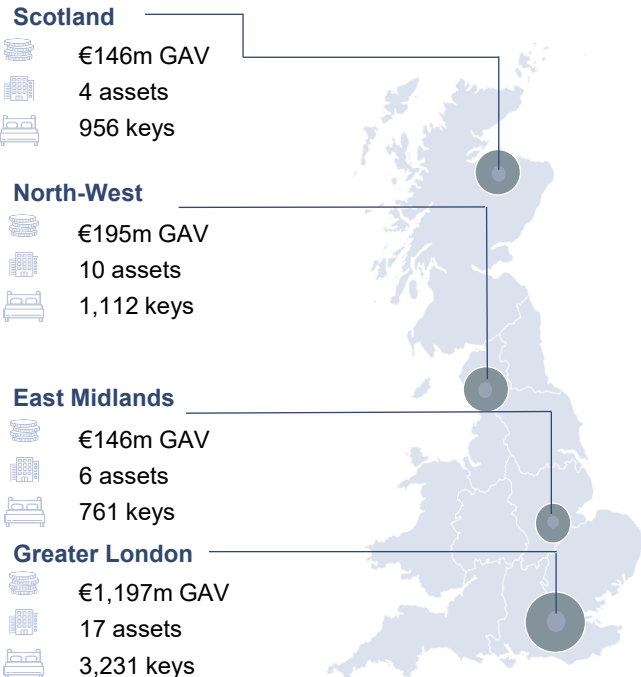 Scotland
€146m GAV
4 assets
956 keys
North-West
€195m GAV
10 assets
1,112 keys
East Midlands
€146m GAV
6 assets
761 keys
Greater London
€1,197m GAV
17 assets
3,231 keys